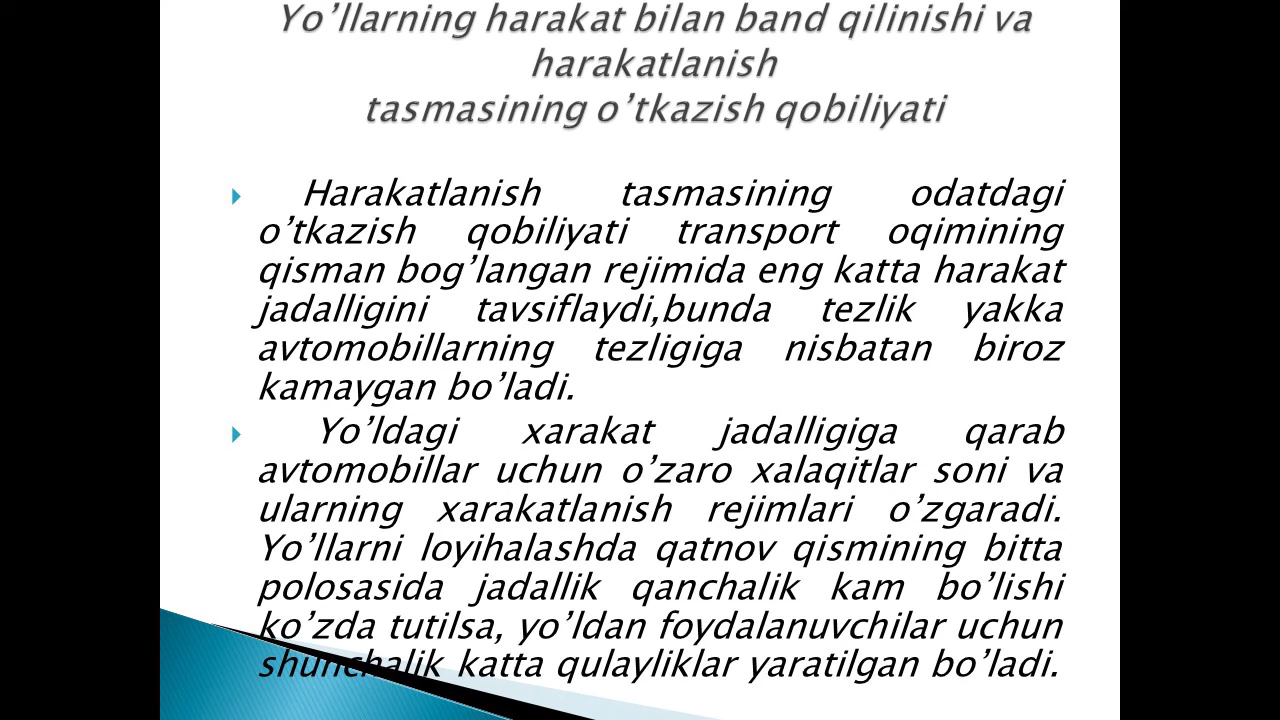 Yo’llarning harakat bilan band qilinishi va
harakatlanish
tasmasining o’tkazish qobiliyati
Harakatlanish tasmasining odatdagi
o’tkazish qobiliyati transport oqimining
qisman bog’langan rejimida eng katta harakat
jadalligini tavsiflaydi,bunda tezlik yakka
avtomobillarning tezligiga nisbatan biroz
kamaygan bo’ladi.
Yo’ldagi xarakat jadalligiga qarab
avtomobillar uchun o’zaro xalaqitlar soni va
ularning xarakatlanish rejimlari o’zgaradi.
Yo’llarni loyihalashda qatnov qismining bitta
polosasida jadallik qanchalik kam bo’lishi
ko’zda tutilsa, yo’ldan foydalanuvchilar uchun
shunchalik katta qulayliklar yaratilgan bo’ladi.